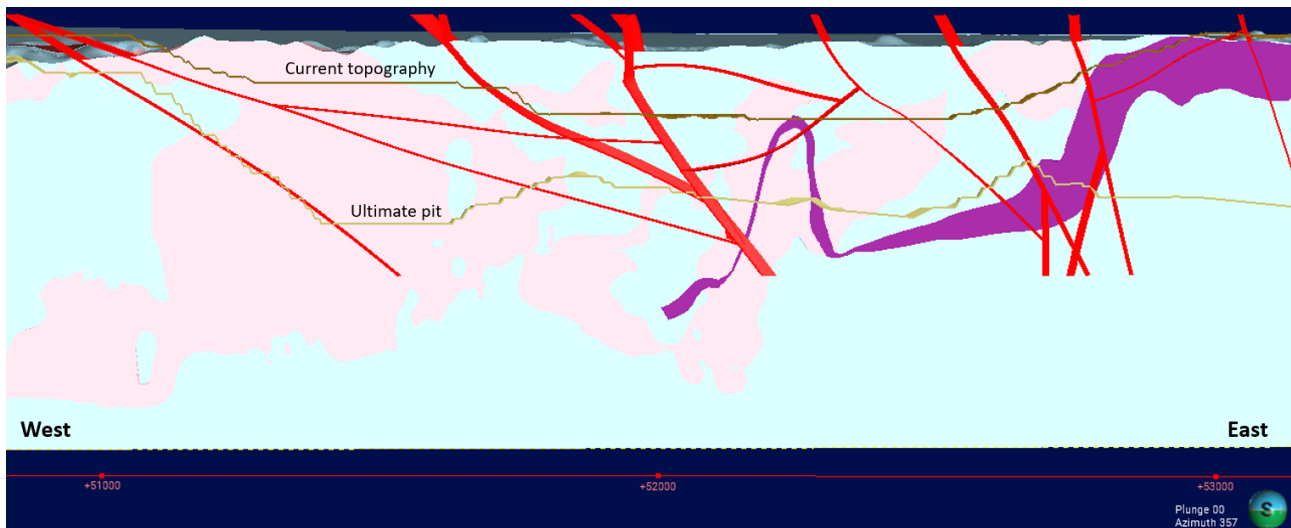 Current topography
Ultimate pit
West
East
+51000
+52000
+53000
Plunge 00
Azimuth 357
S